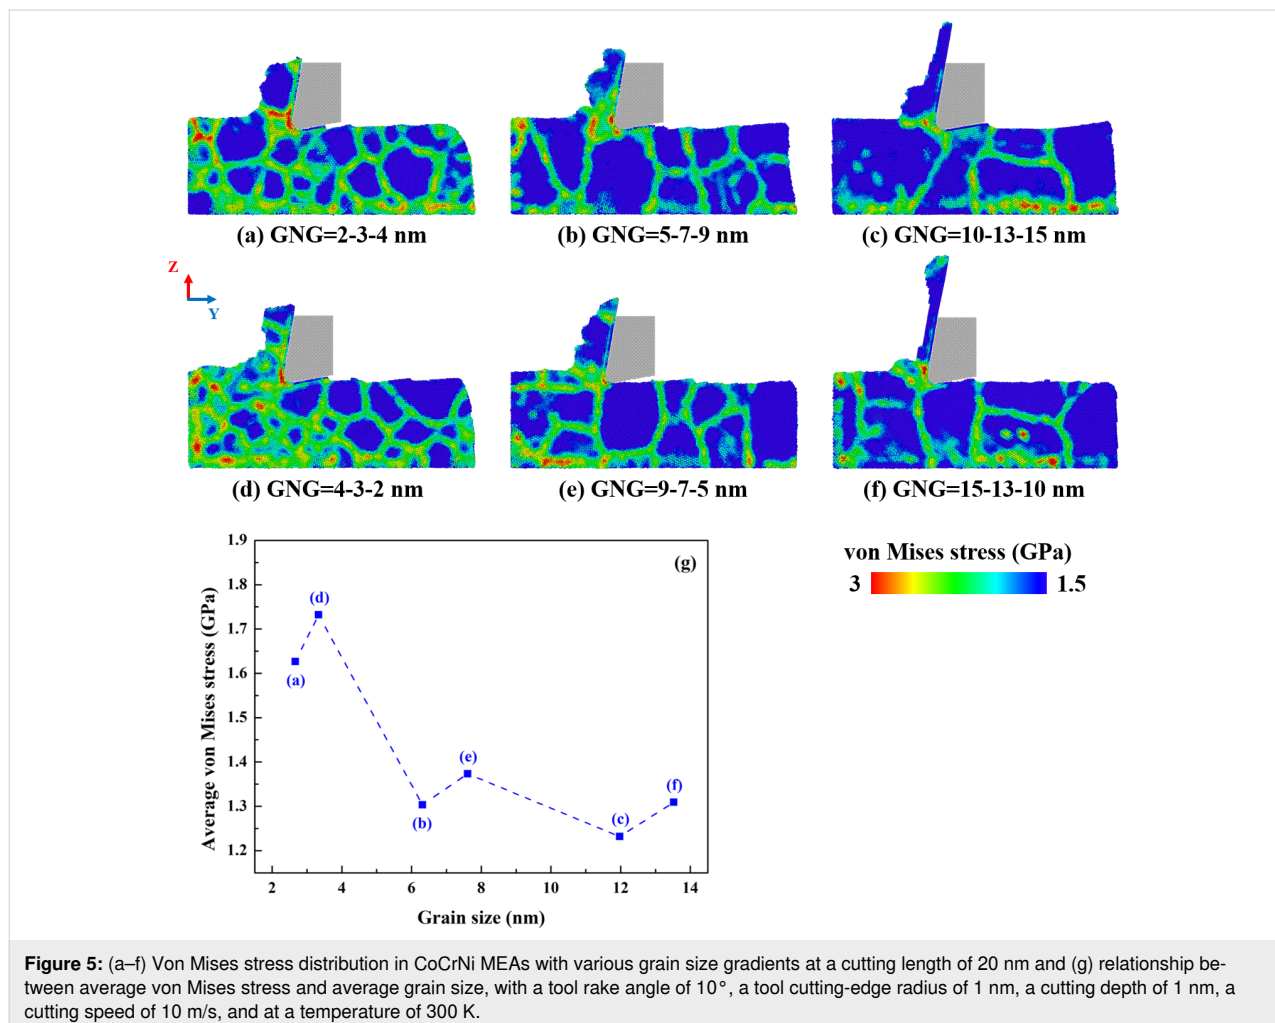 (a) GNG=2-3-4 nm
(b) GNG=5-7-9 nm
(c) GNG=10-13-15 nm
Z
Y
(d) GNG=4-3-2 nm
(e) GNG=9-7-5 nm
(f) GNG=15-13-10 nm
von Mises stress (GPa)
3
1.5
(g)
Average von Mises stress (GPa)
1.9
1.8
1.7
1.6
1.5
1.4
1.3
1.2
(a)
(d)
(b)
(e)
(c)
(f)
2
4
6
8
10
12
14
Grain size (nm)
Figure 5: (a–f) Von Mises stress distribution in CoCrNi MEAs with various grain size gradients at a cutting length of 20 nm and (g) relationship be-
tween average von Mises stress and average grain size, with a tool rake angle of 10°, a tool cutting-edge radius of 1 nm, a cutting depth of 1 nm, a
cutting speed of 10 m/s, and at a temperature of 300 K.